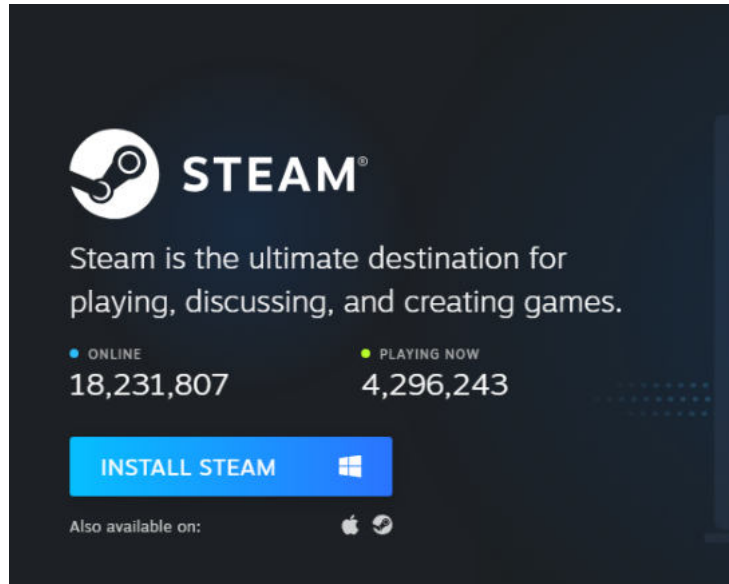 STEAM®
Steam is the ultimate destination for
playing, discussing, and creating games.
ONLINE
18,231,807
PLAYING NOW
4,296,243
INSTALL STEAM
Also available on: